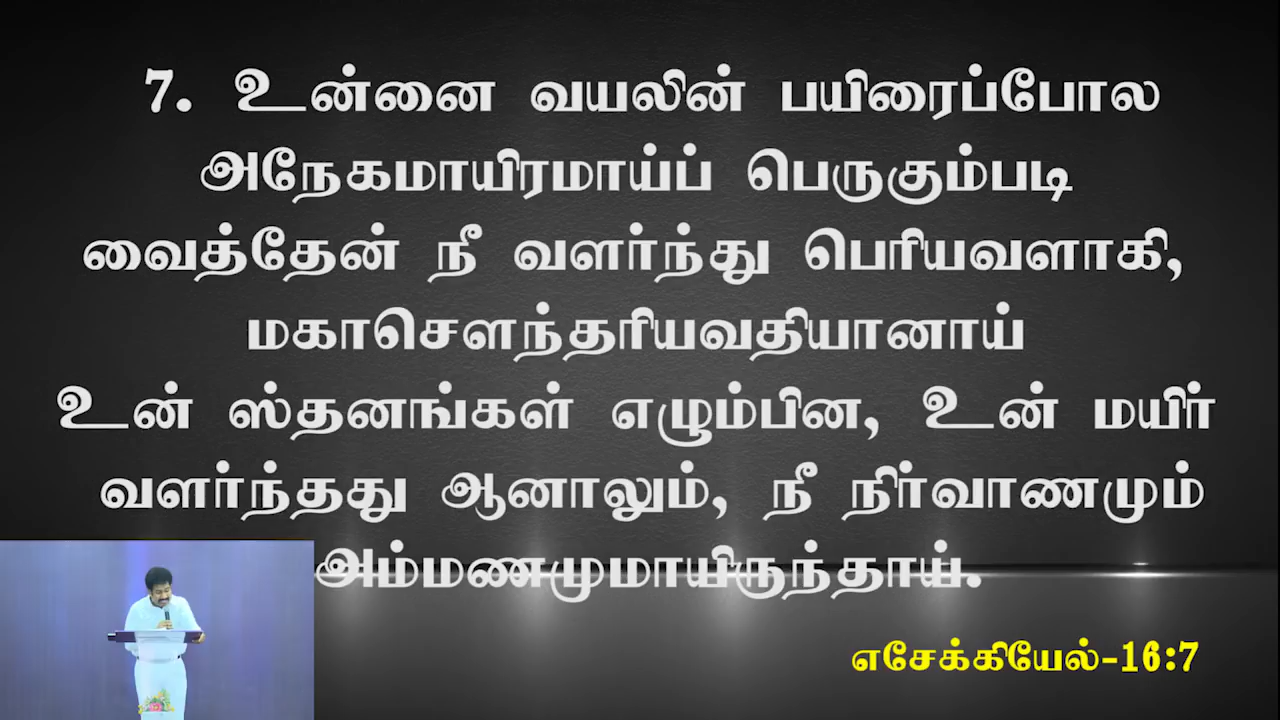 7. உன்னை வயலின் பயிரைப்போல
அநேகமாயிரமாய்ப் பெருகும்படி
வைத்தேன் நீ வளர்ந்து பெரியவளாகி,
மகாசௌந்தரியவதியானாய்
உன் ஸ்தனங்கள் எழும்பின, உன் மயிர்
வளர்ந்தது ஆனாலும், நீ நிர்வாணமும்
அம்மணமுமாயிருந்தாய்.
எசேக்கியேல்-16:7